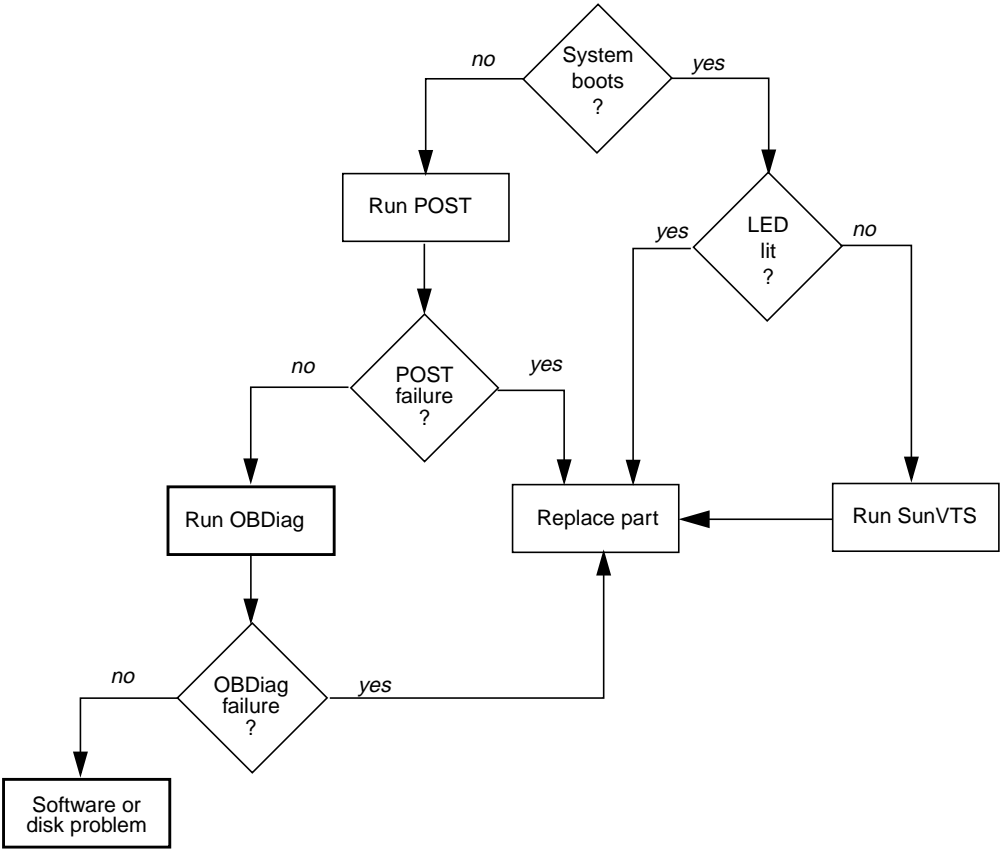 System
boots
?
no
yes
Run POST
LED
lit
?
yes
no
POST
failure
?
no
yes
Run OBDiag
Replace part
Run SunVTS
OBDiag
failure
?
no
yes
Software or
disk problem